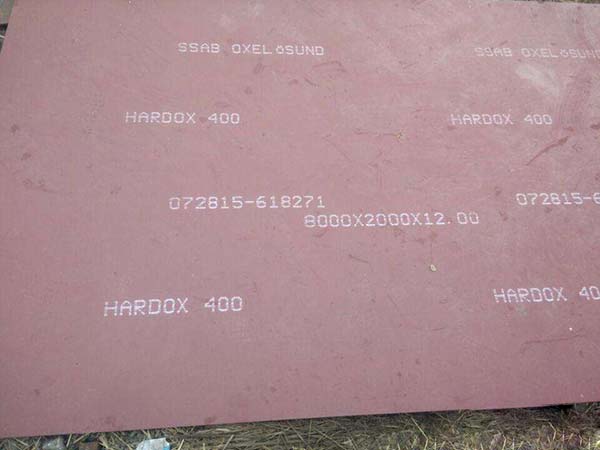 SSAB OXELÖSUND SSAB OXELÖSUND
HARDOX 400 HARDOX 400
072815-618271 072815-6
8000X2000X12.00
HARDOX 400 HARDOX 40